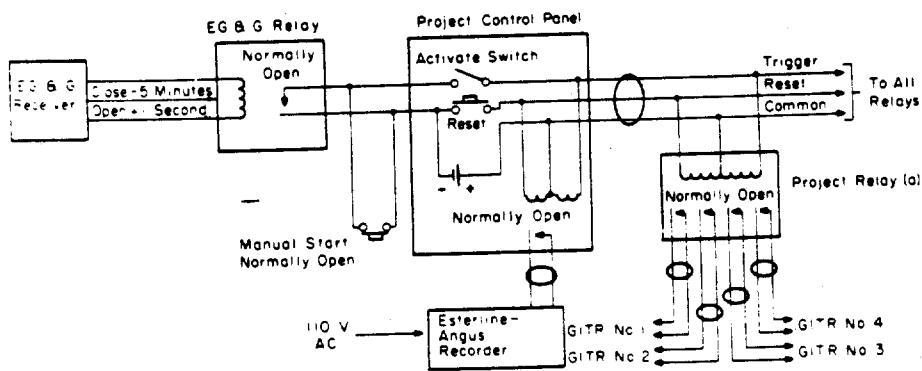 EG & G Relay
Project Control Panel
Normally
Open
Activate Switch
EG & G
Receiver
Close -5 Minutes
Open +1 Second
Reset
- +
Normally Open
Manual Start
Normally Open
110 V
AC
Esterline-
Angus
Recorder
Trigger
Reset
Common
To All
Relays
Project Relay (a)
Normally Open
GITR No 1
GITR No 2
GITR No 4
GITR No 3